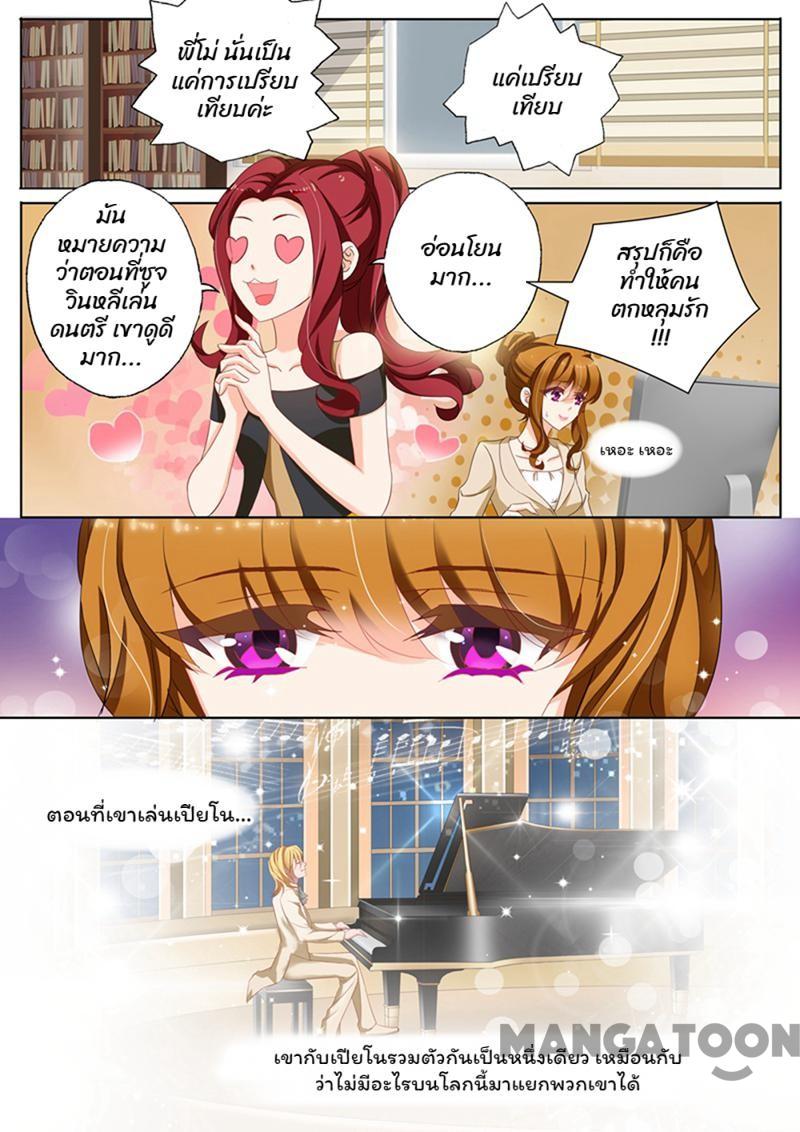 พี่โม่ นั่นเป็น
แค่การเปรียบ
เทียบค่ะ
แค่เปรียบ
เทียบ
มัน
หมายความ
ว่าตอนที่ซูจ
วินหลีเล่น
ดนตรี เขาดูดี
มาก...
อ่อนโยน
มาก...
สรุปก็คือ
ทำให้คน
ตกหลุมรัก
!!!
เหอะ เหอะ
ตอนที่เขาเล่นเปียโน...
เขากับเปียโนรวมตัวกันเป็นหนึ่งเดียว เหมือนกับ
ว่าไม่มีอะไรบนโลกนี้มาแยกพวกเขาได้
MANGATOON